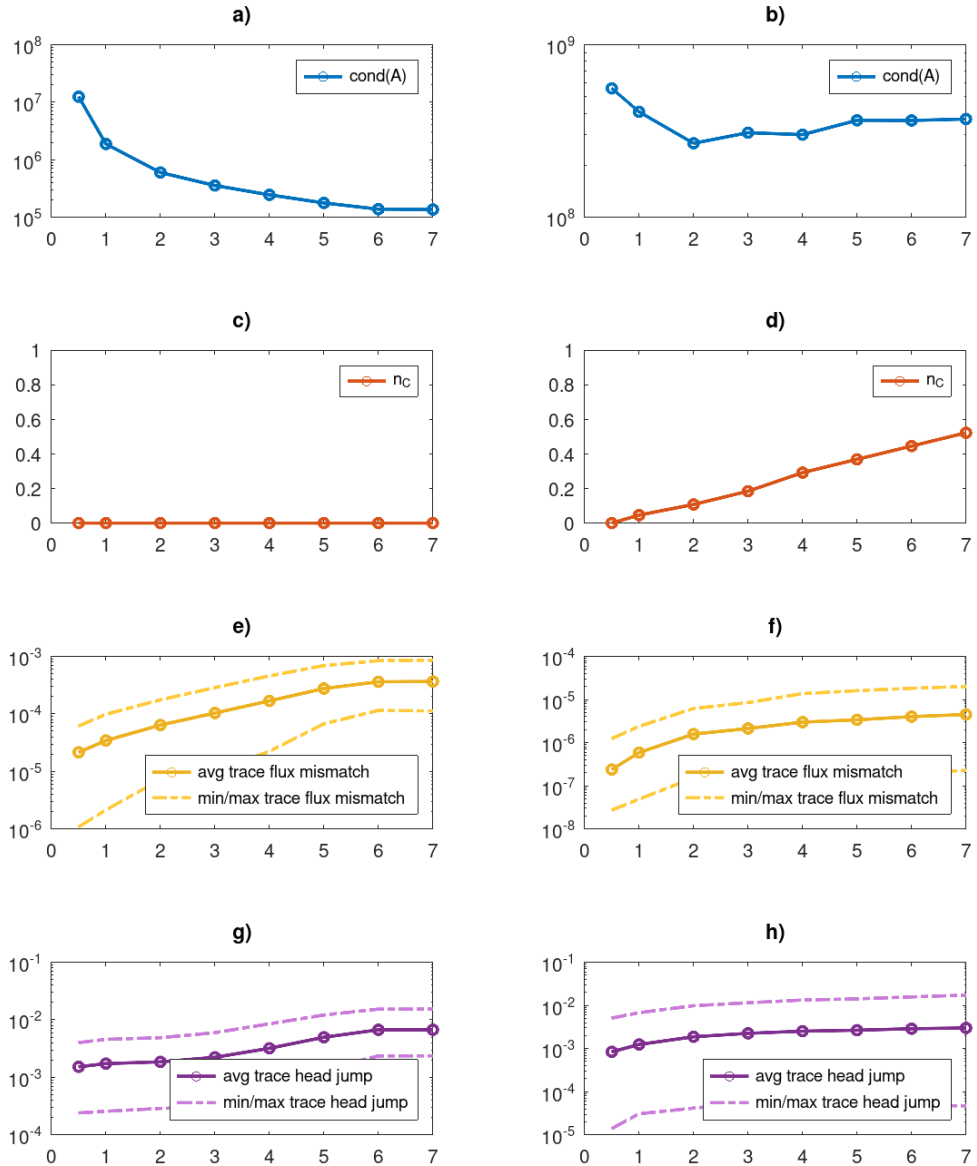 a)
10^8
10^7
10^6
10^5
cond(A)
0 1 2 3 4 5 6 7
b)
10^9
10^8
cond(A)
0 1 2 3 4 5 6 7
c)
1
0.8
0.6
0.4
0.2
0
n_C
0 1 2 3 4 5 6 7
d)
1
0.8
0.6
0.4
0.2
0
n_C
0 1 2 3 4 5 6 7
e)
10^-3
10^-4
10^-5
10^-6
avg trace flux mismatch
min/max trace flux mismatch
0 1 2 3 4 5 6 7
f)
10^-4
10^-5
10^-6
10^-7
10^-8
avg trace flux mismatch
min/max trace flux mismatch
0 1 2 3 4 5 6 7
g)
10^-1
10^-2
10^-3
10^-4
avg trace head jump
min/max trace head jump
0 1 2 3 4 5 6 7
h)
10^-1
10^-2
10^-3
10^-4
10^-5
avg trace head jump
min/max trace head jump
0 1 2 3 4 5 6 7